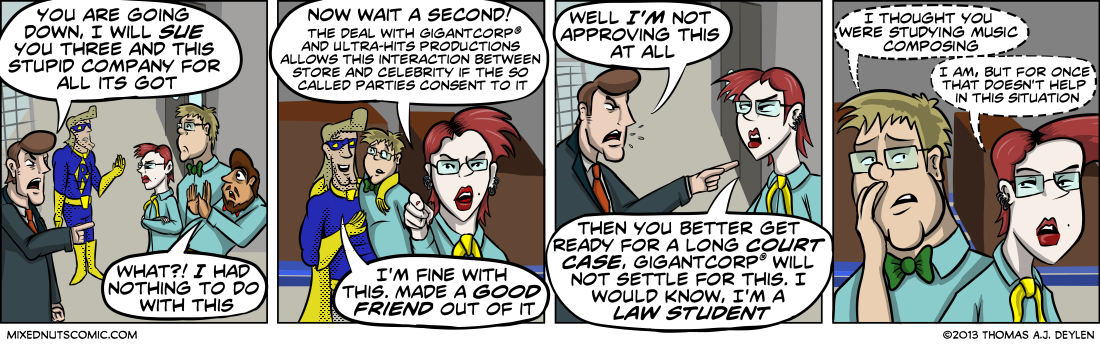 YOU ARE GOING
DOWN, I WILL SUE
YOU THREE AND THIS
STUPID COMPANY FOR
ALL ITS GOT
WHAT?! I HAD
NOTHING TO DO
WITH THIS
NOW WAIT A SECOND!
THE DEAL WITH GIGANTCORP®
AND ULTRA-HITS PRODUCTIONS
ALLOWS THIS INTERACTION BETWEEN
STORE AND CELEBRITY IF THE SO
CALLED PARTIES CONSENT TO IT
I'M FINE WITH
THIS. MADE A GOOD
FRIEND OUT OF IT
WELL I'M NOT
APPROVING THIS
AT ALL
THEN YOU BETTER GET
READY FOR A LONG COURT
CASE, GIGANTCORP® WILL
NOT SETTLE FOR THIS. I
WOULD KNOW, I'M A
LAW STUDENT
I THOUGHT YOU
WERE STUDYING MUSIC
COMPOSING
I AM, BUT FOR ONCE
THAT DOESN'T HELP
IN THIS SITUATION
MIXEDNUTSCOMIC.COM
©2013 THOMAS A.J. DEYLEN